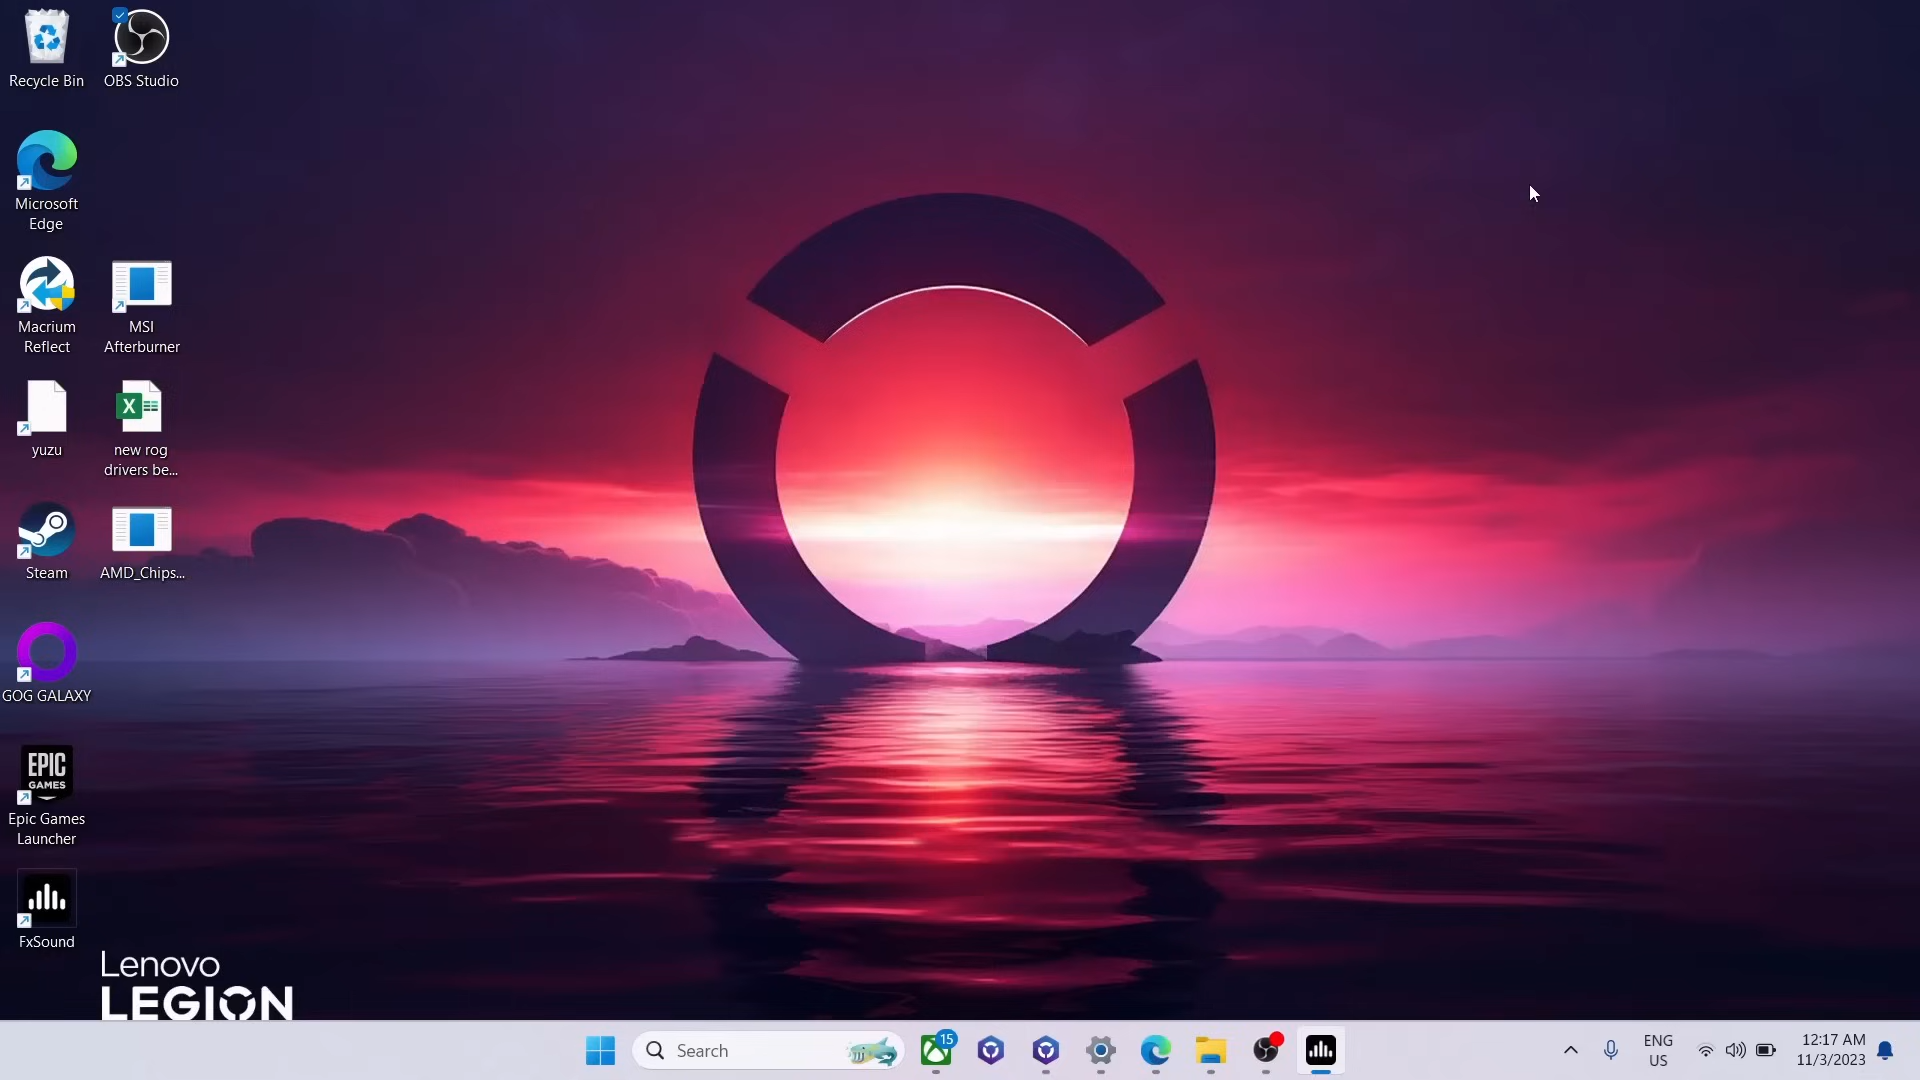 Recycle Bin
OBS Studio
Microsoft
Edge
Macrium
Reflect
MSI
Afterburner
yuzu
new rog
drivers be...
Steam
AMD_Chips...
GOG GALAXY
EPIC
GAMES
Epic Games
Launcher
FxSound
Lenovo
LEGION
Search
15
ENG
US
12:17 AM
11/3/2023